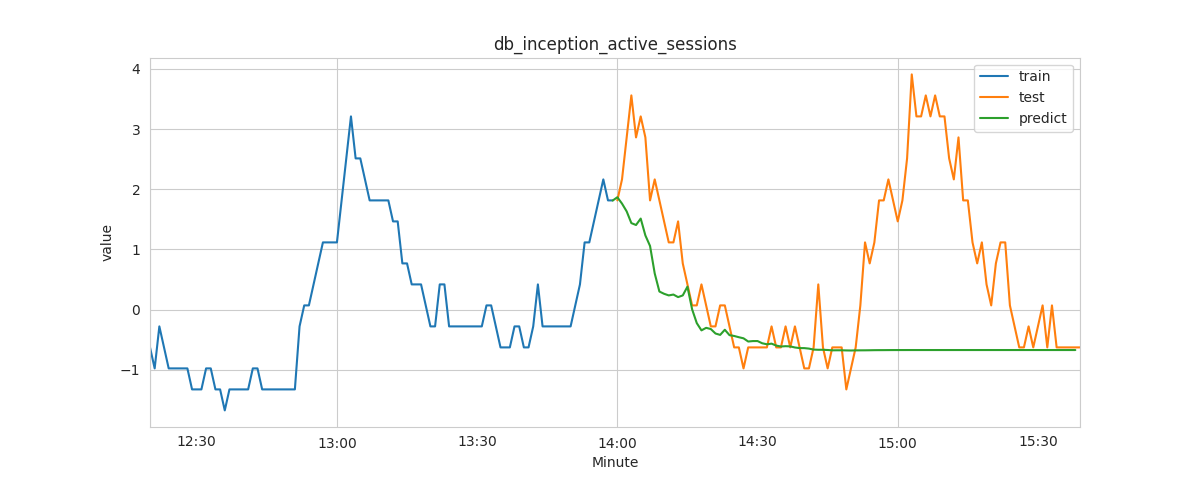 db_inception_active_sessions
4
3
2
1
0
−1
value
train
test
predict
12:30
13:00
13:30
14:00
14:30
15:00
15:30
Minute